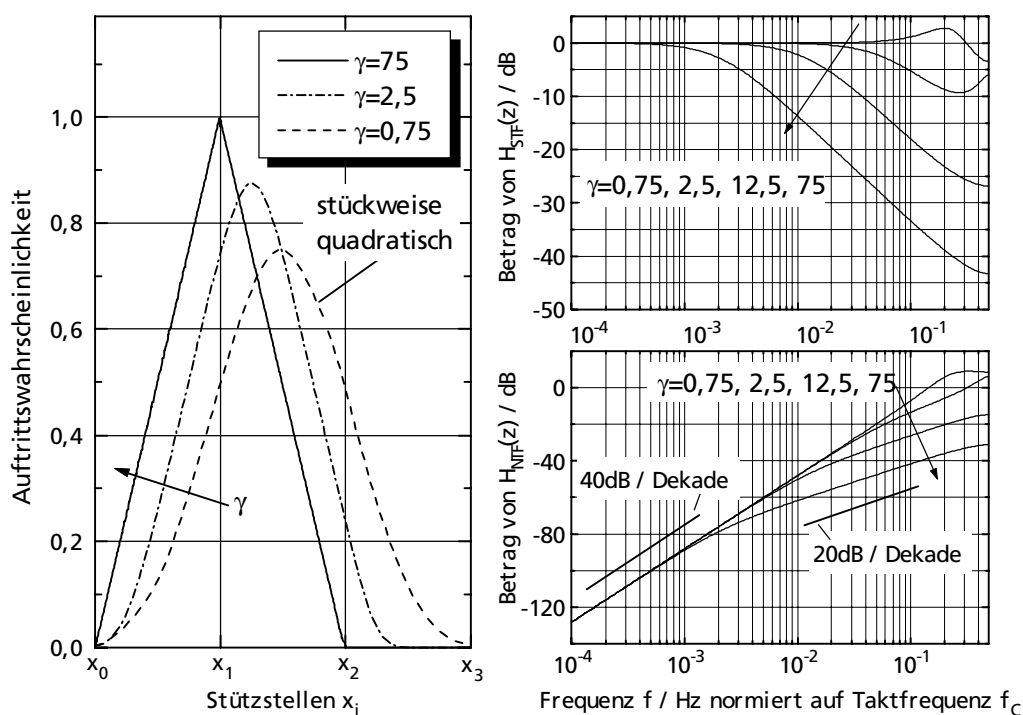 γ=75
γ=2,5
γ=0,75
stückweise
quadratisch
γ
Auftrittswahrscheinlichkeit
1,0
0,8
0,6
0,4
0,2
0,0
x0
x1
x2
x3
Stützstellen xi
Betrag von HSTF(z) / dB
0
-10
-20
-30
-40
-50
γ=0,75, 2,5, 12,5, 75
10-4
10-3
10-2
10-1
Betrag von HNTF(z) / dB
0
-40
-80
-120
γ=0,75, 2,5, 12,5, 75
40dB / Dekade
20dB / Dekade
10-4
10-3
10-2
10-1
Frequenz f / Hz normiert auf Taktfrequenz fC